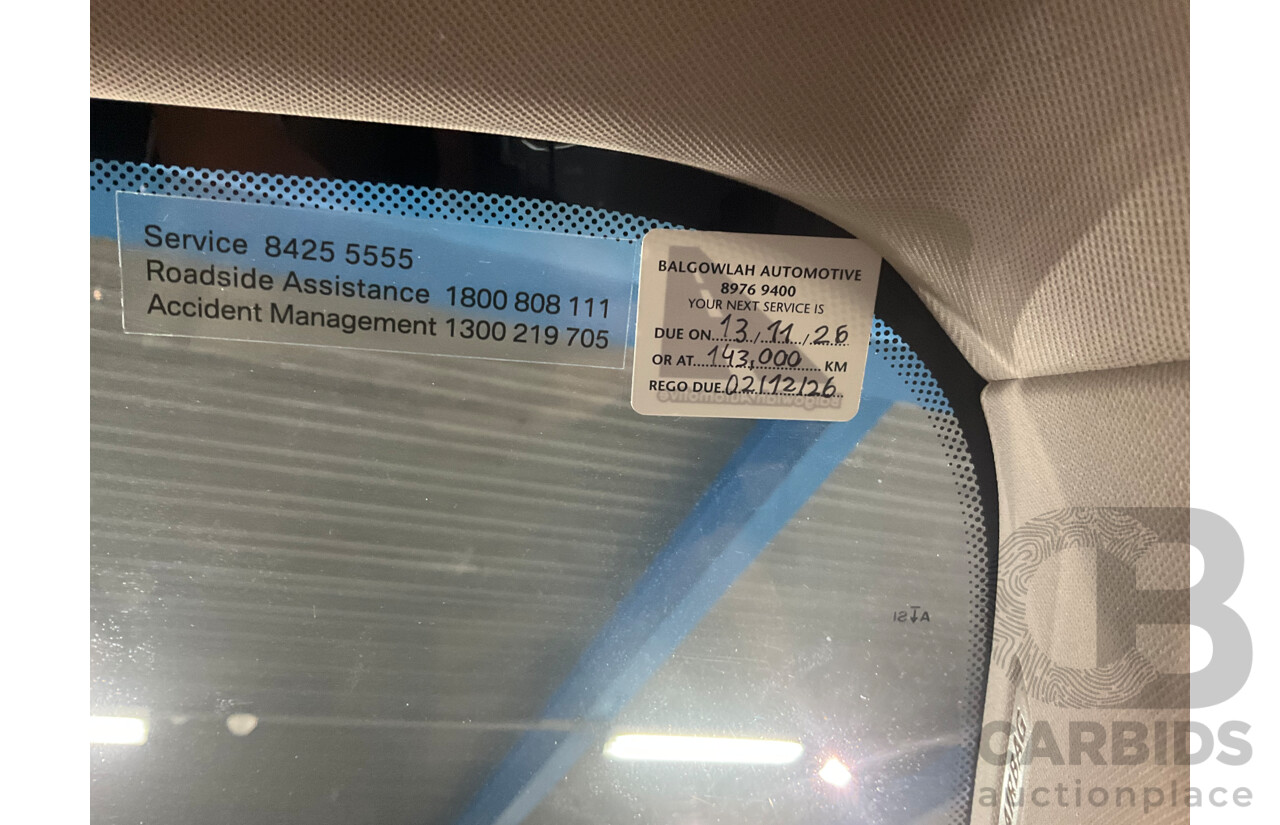 Service 8425 5555
Roadside Assistance 1800 808 111
Accident Management 1300 219 705
BALGOWLAH AUTOMOTIVE
8976 9400
YOUR NEXT SERVICE IS
DUE ON 13/11/26
OR AT 143,000 KM
REGO DUE 02/12/26
AIRBAG
CB
CARBIDS
auctionplace